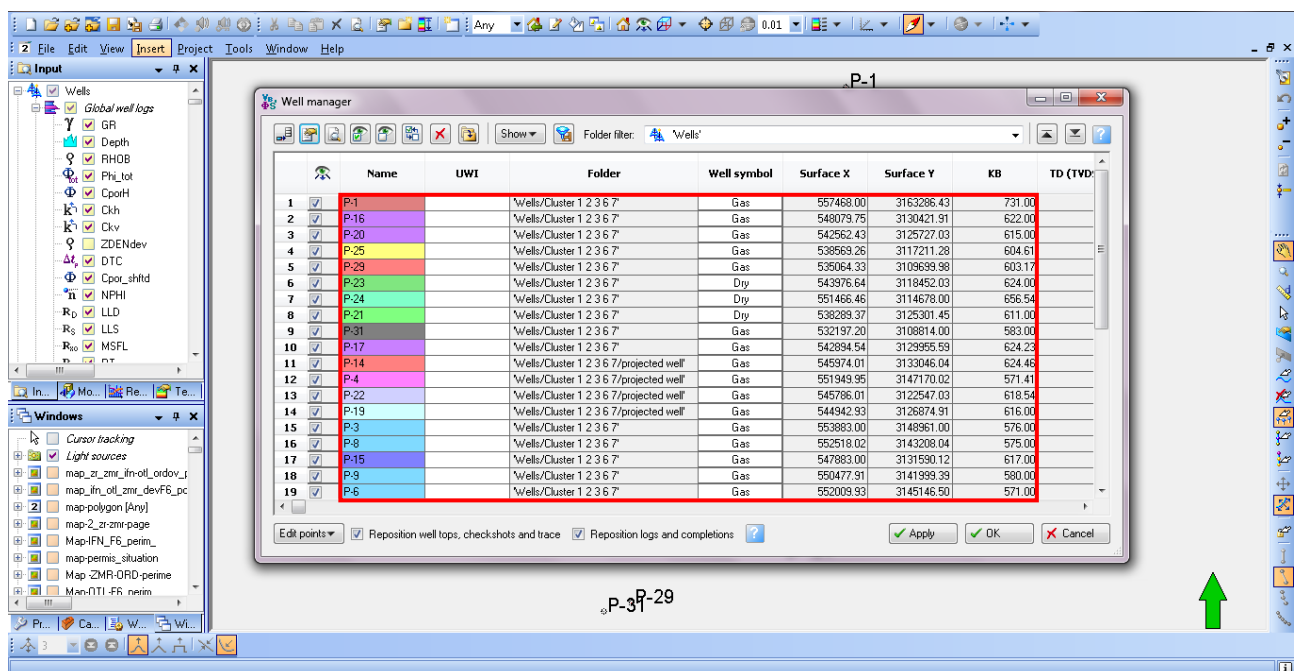 Any 0.01
2 File Edit View Insert Project Tools Window Help
Input
Wells
Global well logs
GR
Depth
RHOB
Phi_tot
CporH
Ckh
Ckv
ZDENdev
DTC
Cpor_shftd
NPHI
LLD
LLS
MSFL
In... Mo... Re... Te...
Windows
Cursor tracking
Light sources
map_zr_zmr_ifn-otl_ordov_p
map_ifn_otl_zmr_devF6_pc
map-polygon [Any]
map-2_zr-zmr-page
Map-IFN_F6_perim_
map-permis_situation
Map -ZMR-ORD-perime
Map-OTL-F6_perim
Pr... Ca... W... Wi...
3
P-1
Well manager
Show Folder filter: 'Wells'
Name UWI Folder Well symbol Surface X Surface Y KB TD (TVDS
1 P-1 'Wells/Cluster 1 2 3 6 7' Gas 557468.00 3163286.43 731.00
2 P-16 'Wells/Cluster 1 2 3 6 7' Gas 548079.75 3130421.91 622.00
3 P-20 'Wells/Cluster 1 2 3 6 7' Gas 542562.43 3125727.03 615.00
4 P-25 'Wells/Cluster 1 2 3 6 7' Gas 538569.26 3117211.28 604.61
5 P-29 'Wells/Cluster 1 2 3 6 7' Gas 535064.33 3109699.98 603.17
6 P-23 'Wells/Cluster 1 2 3 6 7' Dry 543976.64 3118452.03 624.00
7 P-24 'Wells/Cluster 1 2 3 6 7' Dry 551466.46 3114678.00 656.54
8 P-21 'Wells/Cluster 1 2 3 6 7' Dry 538289.37 3125301.45 611.00
9 P-31 'Wells/Cluster 1 2 3 6 7' Gas 532197.20 3108814.00 583.00
10 P-17 'Wells/Cluster 1 2 3 6 7' Gas 542894.54 3129955.59 624.23
11 P-14 'Wells/Cluster 1 2 3 6 7/projected well' Gas 545974.01 3133046.04 624.46
12 P-4 'Wells/Cluster 1 2 3 6 7/projected well' Gas 551949.95 3147170.02 571.41
13 P-22 'Wells/Cluster 1 2 3 6 7/projected well' Gas 545786.01 3122547.03 618.54
14 P-19 'Wells/Cluster 1 2 3 6 7/projected well' Gas 544942.93 3126874.91 616.00
15 P-3 'Wells/Cluster 1 2 3 6 7' Gas 553883.00 3148961.00 576.00
16 P-8 'Wells/Cluster 1 2 3 6 7' Gas 552518.02 3143208.04 575.00
17 P-15 'Wells/Cluster 1 2 3 6 7' Gas 547883.00 3131590.12 617.00
18 P-9 'Wells/Cluster 1 2 3 6 7' Gas 550477.91 3141999.39 580.00
19 P-6 'Wells/Cluster 1 2 3 6 7' Gas 552009.93 3145146.50 571.00
Edit points Reposition well tops, checkshots and trace Reposition logs and completions Apply OK Cancel
P-31
P-29